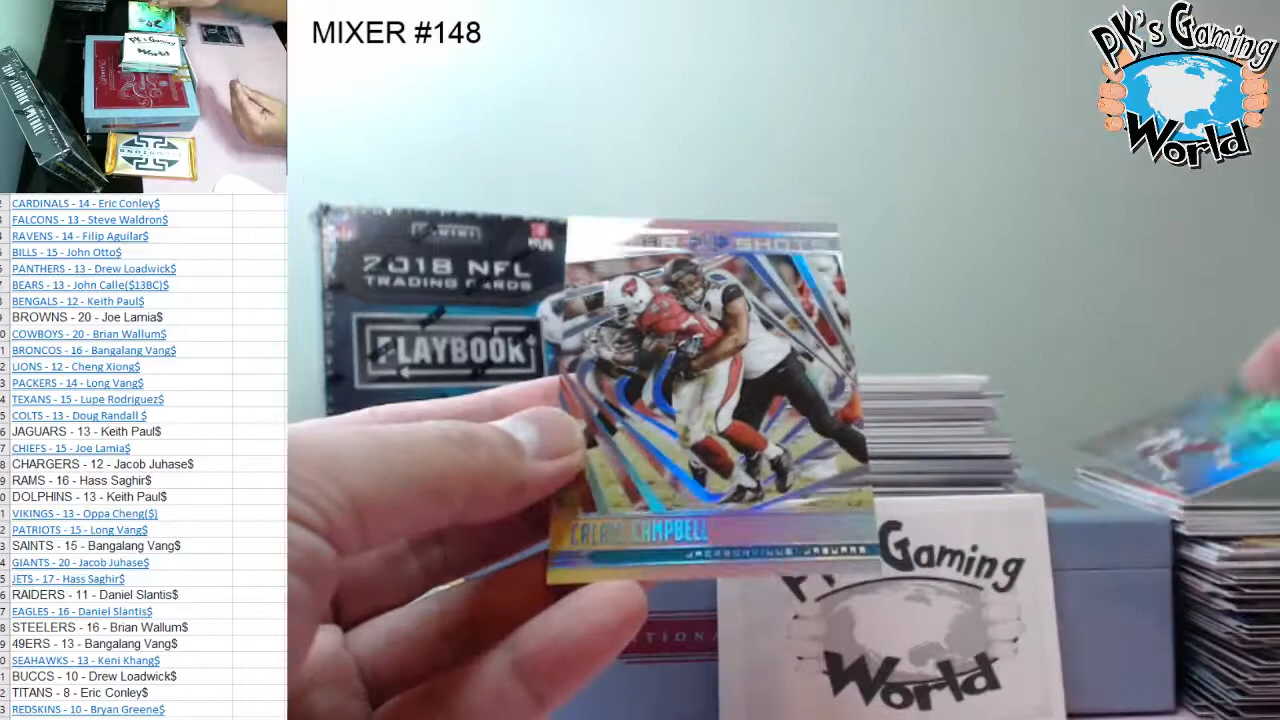 MIXER #148
PK's Gaming
World
CARDINALS - 14 - Eric Conley$
FALCONS - 13 - Steve Waldron$
RAVENS - 14 - Filip Aguilar$
BILLS - 15 - John Otto$
PANTHERS - 13 - Drew Loadwick$
BEARS - 13 - John Calle($13BC)$
BENGALS - 12 - Keith Paul$
BROWNS - 20 - Joe Lamia$
COWBOYS - 20 - Brian Wallum$
BRONCOS - 16 - Bangalang Vang$
LIONS - 12 - Cheng Xiong$
PACKERS - 14 - Long Vang$
TEXANS - 15 - Lupe Rodriguez$
COLTS - 13 - Doug Randall $
JAGUARS - 13 - Keith Paul$
CHIEFS - 15 - Joe Lamia$
CHARGERS - 12 - Jacob Juhase$
RAMS - 16 - Hass Saghir$
DOLPHINS - 13 - Keith Paul$
VIKINGS - 13 - Oppa Cheng($)
PATRIOTS - 15 - Long Vang$
SAINTS - 15 - Bangalang Vang$
GIANTS - 20 - Jacob Juhase$
JETS - 17 - Hass Saghir$
RAIDERS - 11 - Daniel Slantis$
EAGLES - 16 - Daniel Slantis$
STEELERS - 16 - Brian Wallum$
49ERS - 13 - Bangalang Vang$
SEAHAWKS - 13 - Keni Khang$
BUCCS - 10 - Drew Loadwick$
TITANS - 8 - Eric Conley$
REDSKINS - 10 - Bryan Greene$
PANINI
2018 NFL
TRADING CARDS
PLAYBOOK
SHOTS
CALAIS CAMPBELL
JACKSONVILLE JAGUARS
Gaming
World
PK's Gaming
World